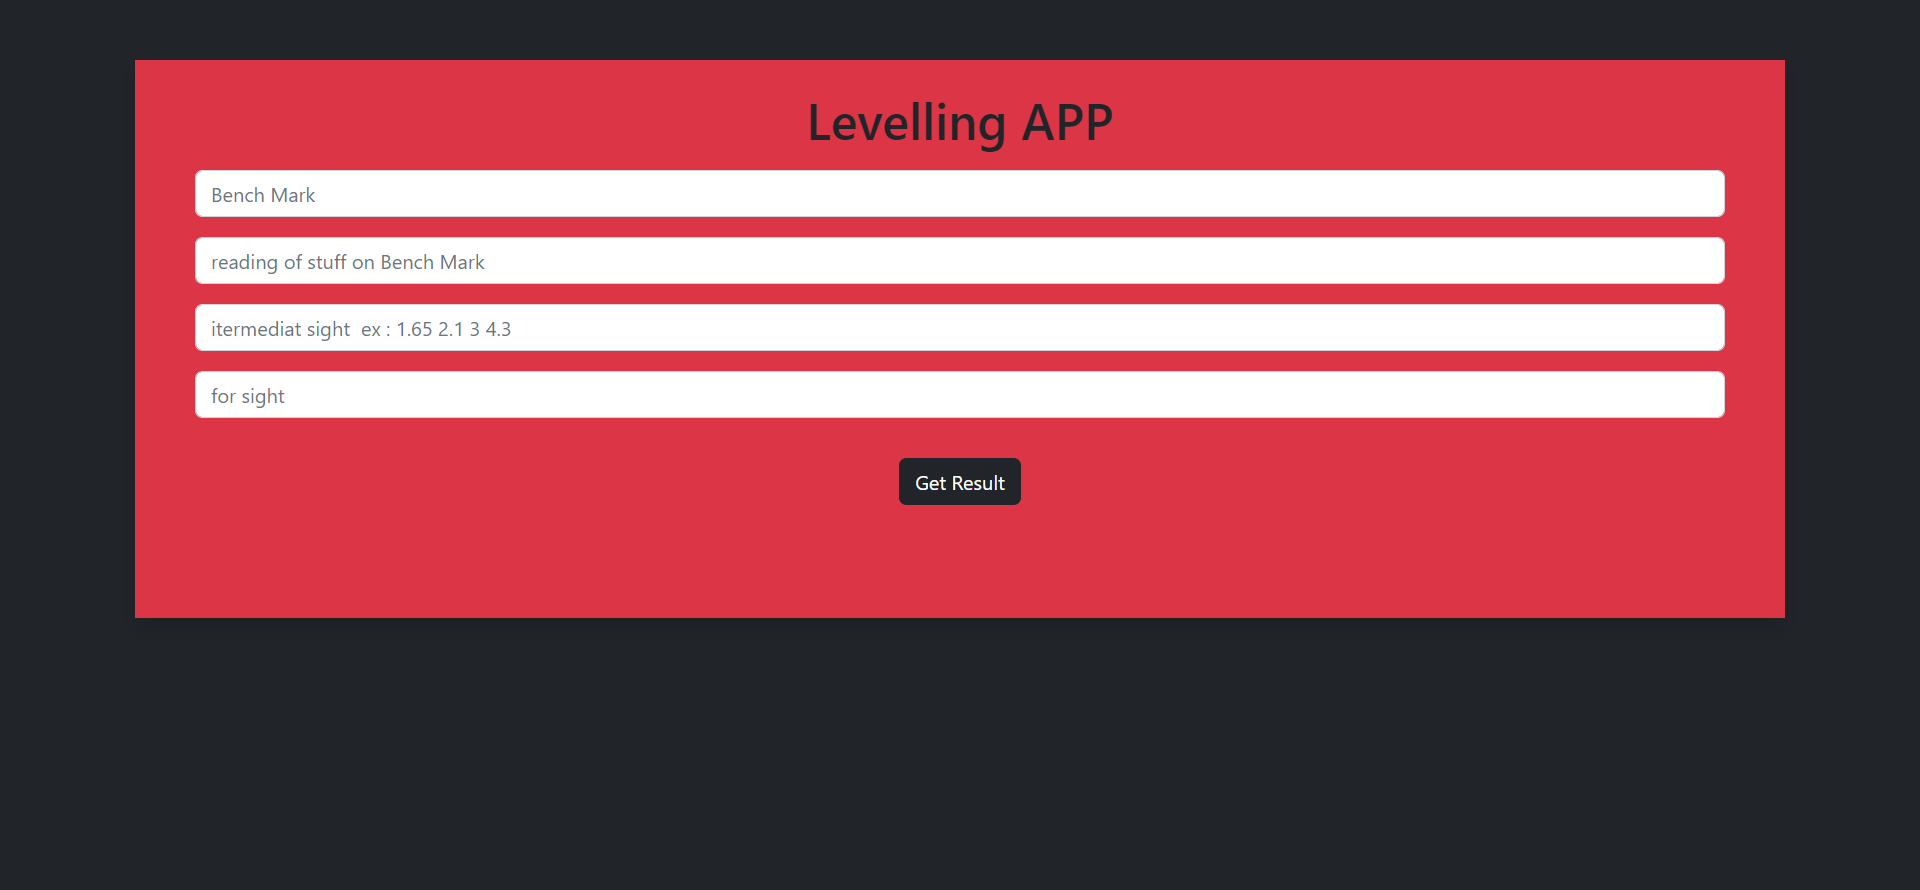 Levelling APP
Bench Mark
reading of stuff on Bench Mark
itermediat sight  ex : 1.65 2.1 3 4.3
for sight
Get Result